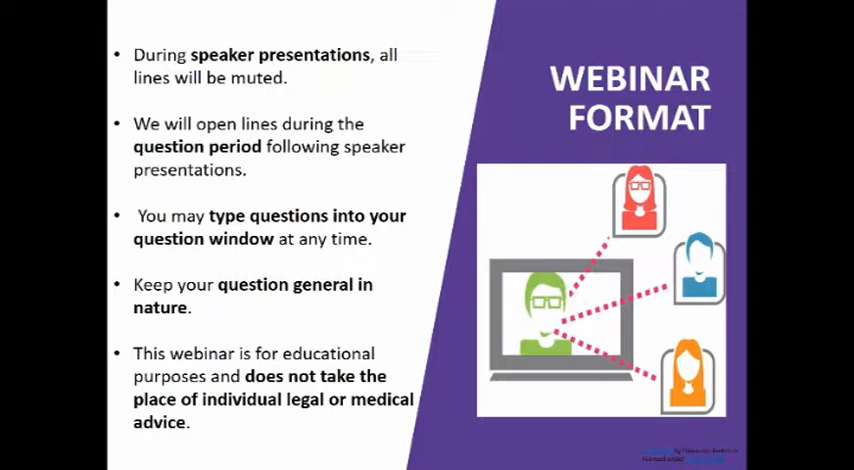 WEBINAR
FORMAT
• During speaker presentations, all
lines will be muted.
• We will open lines during the
question period following speaker
presentations.
• You may type questions into your
question window at any time.
• Keep your question general in
nature.
• This webinar is for educational
purposes and does not take the
place of individual legal or medical
advice.